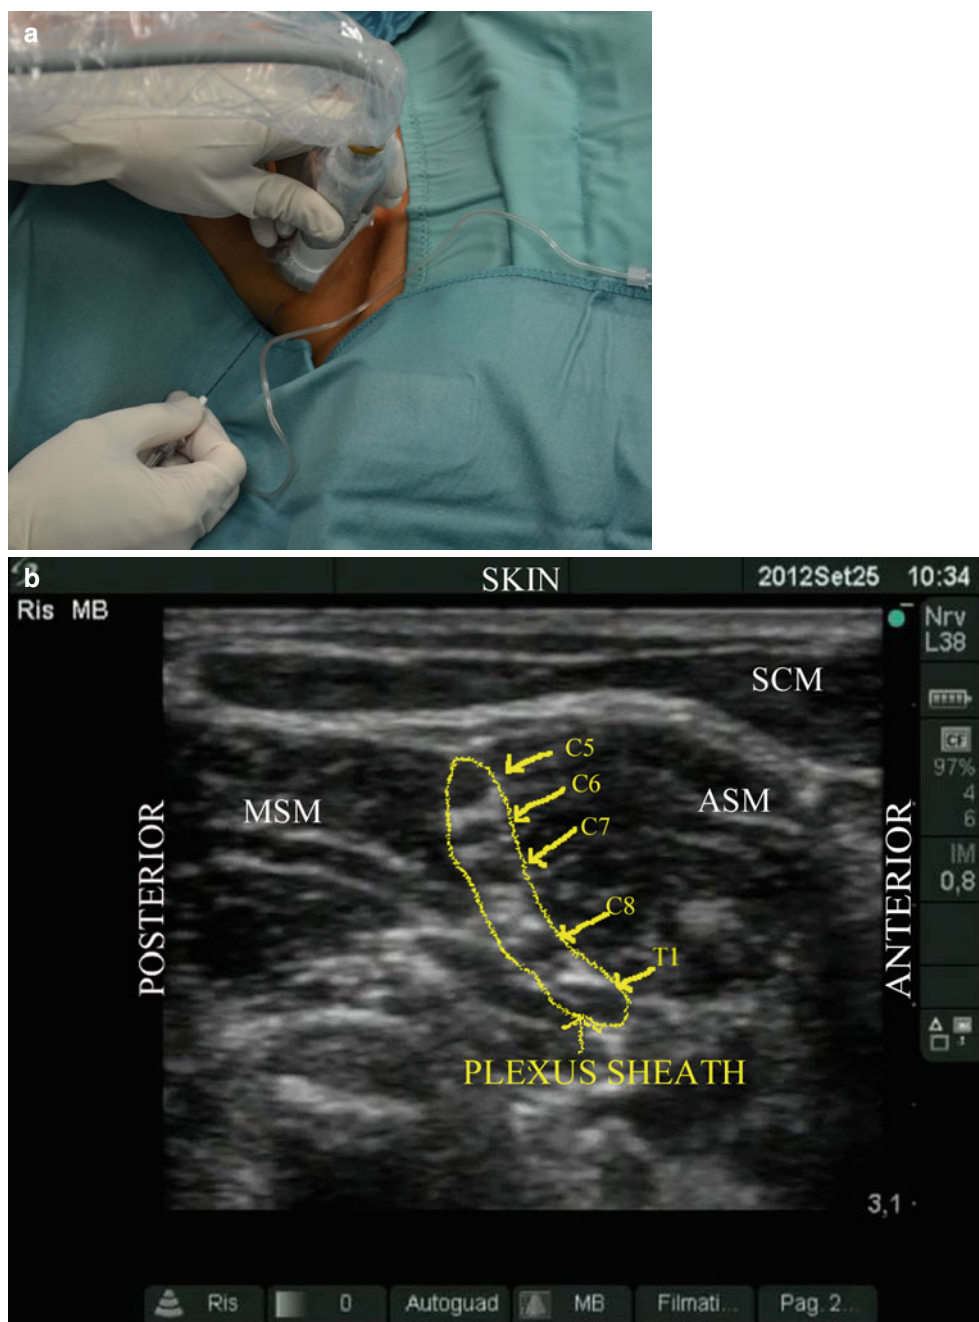 a
b
SKIN
2012Set25 10:34
Ris MB
Nrv
L38
SCM
CF
97%
4
6
C5
C6
MSM
ASM
C7
IM
0,8
POSTERIOR
ANTERIOR
C8
T1
PLEXUS SHEATH
3,1
Ris
0
Autoguad
MB
Filmati...
Pag. 2...